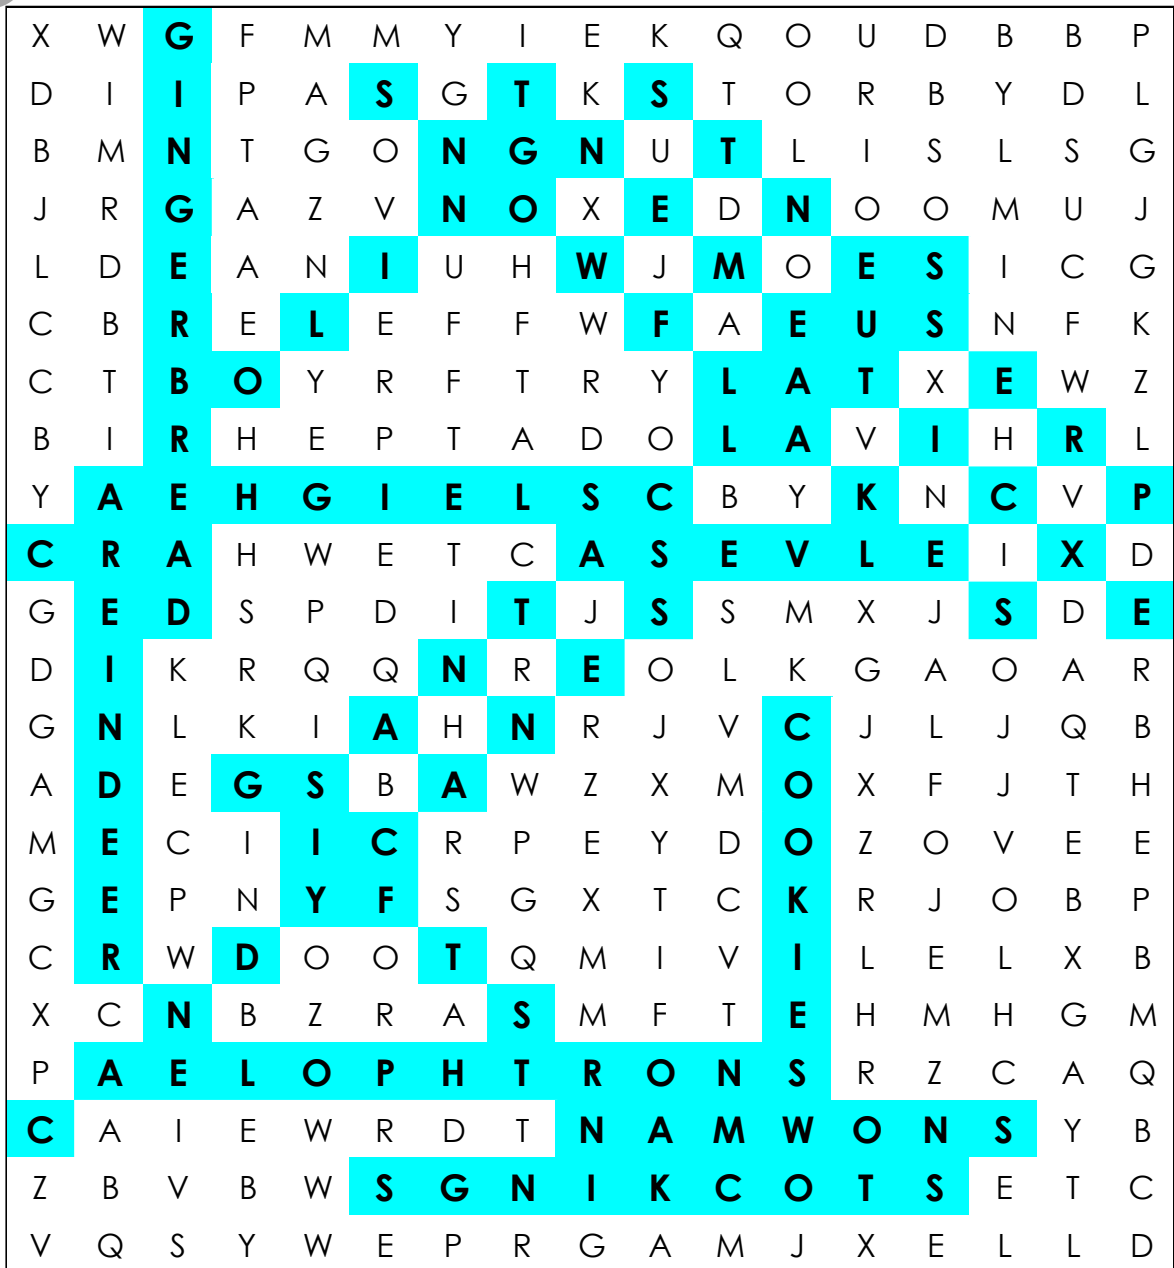 X W G F M M Y I E K Q O U D B B P
D I I P A S G T K S T O R B Y D L
B M N T G O N G N U T L I S L S G
J R G A Z V N O X E D N O O M U J
L D E A N I U H W J M O E S I C G
C B R E L E F F W F A E U S N F K
C T B O Y R F T R Y L A T X E W Z
B I R H E P T A D O L A V I H R L
Y A E H G I E L S C B Y K N C V P
C R A H W E T C A S E V L E I X D
G E D S P D I T J S S M X J S D E
D I K R Q Q N R E O L K G A O A R
G N L K I A H N R J V C J L J Q B
A D E G S B A W Z X M O X F J T H
M E C I I C R P E Y D O Z O V E E
G E P N Y F S G X T C K R J O B P
C R W D O O T Q M I V I L E L X B
X C N B Z R A S M F T E H M H G M
P A E L O P H T R O N S R Z C A Q
C A I E W R D T N A M W O N S Y B
Z B V B W S G N I K C O T S E T C
V Q S Y W E P R G A M J X E L L D